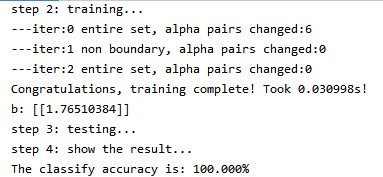 step 2: training...
---iter:0 entire set, alpha pairs changed:6
---iter:1 non boundary, alpha pairs changed:0
---iter:2 entire set, alpha pairs changed:0
Congratulations, training complete! Took 0.030998s!
b: [[1.76510384]]
step 3: testing...
step 4: show the result...
The classify accuracy is: 100.000%